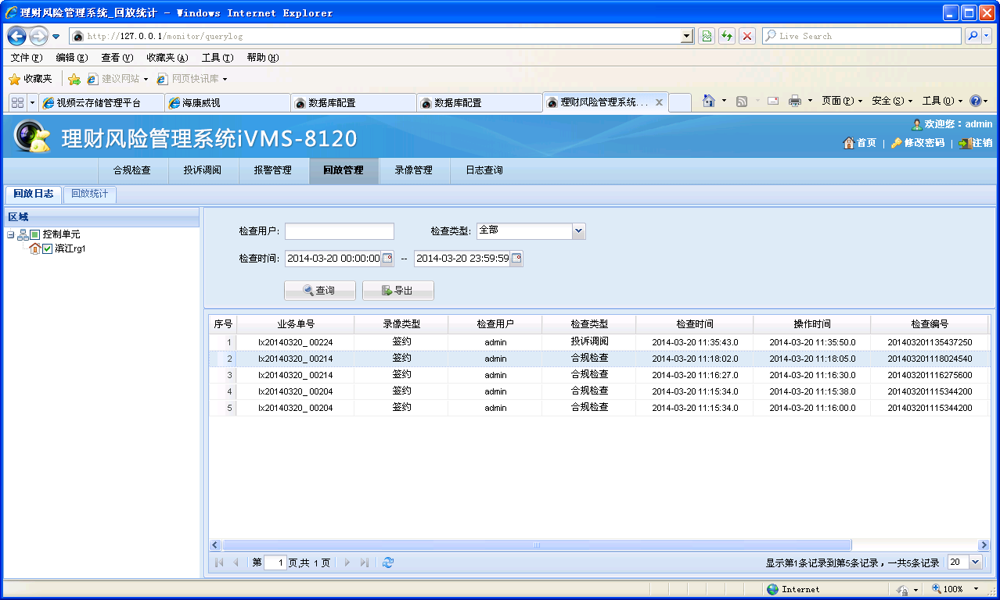 理财风险管理系统_回放统计 - Windows Internet Explorer
http://127.0.0.1/monitor/querylog
Live Search
文件(F) 编辑(E) 查看(V) 收藏夹(A) 工具(T) 帮助(H)
收藏夹 建议网站 网页快讯库
视频云存储管理平台 海康威视 数据库配置 数据库配置 理财风险管理系统... 页面(P) 安全(S) 工具(O)
欢迎您：admin
理财风险管理系统iVMS-8120
首页 | 修改密码 | 注销
合规检查 投诉调阅 报警管理 回放管理 录像管理 日志查询
回放日志 回放统计
区域
控制单元
滨江rg1
检查用户: 检查类型: 全部
检查时间: 2014-03-20 00:00:00 -- 2014-03-20 23:59:59
查询 导出
序号 业务单号 录像类型 检查用户 检查类型 检查时间 操作时间 检查编号
1 lx20140320_ 00224 签约 admin 投诉调阅 2014-03-20 11:35:43.0 2014-03-20 11:35:50.0 201403201135437250
2 lx20140320_ 00214 签约 admin 合规检查 2014-03-20 11:18:02.0 2014-03-20 11:18:05.0 201403201118024540
3 lx20140320_ 00214 签约 admin 合规检查 2014-03-20 11:16:27.0 2014-03-20 11:16:30.0 201403201116275600
4 lx20140320_ 00204 签约 admin 合规检查 2014-03-20 11:15:34.0 2014-03-20 11:15:38.0 201403201115344200
5 lx20140320_ 00204 签约 admin 合规检查 2014-03-20 11:15:34.0 2014-03-20 11:16:00.0 201403201115344200
第 1 页,共 1 页 显示第1条记录到第5条记录，一共5条记录 20
Internet 100%